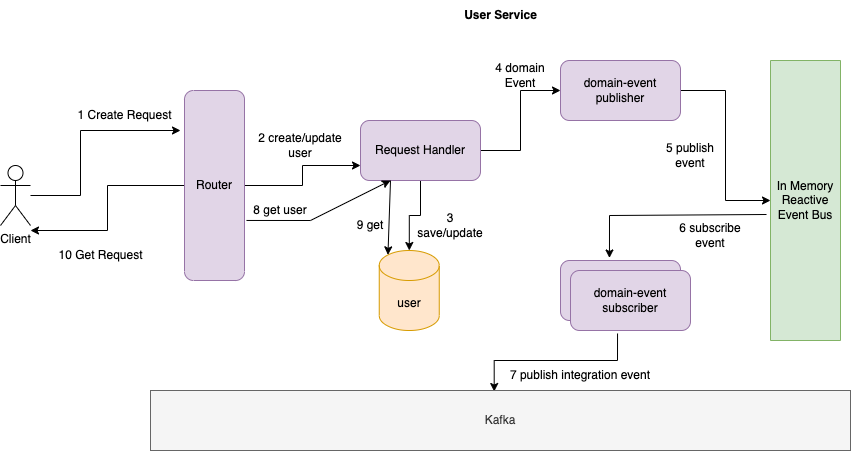 User Service
4 domain
Event
domain-event
publisher
1 Create Request
2 create/update
user
Request Handler
5 publish
event
Router
In Memory
Reactive
Event Bus
8 get user
9 get
3
save/update
6 subscribe
event
Client
10 Get Request
user
domain-event
subscriber
7 publish integration event
Kafka